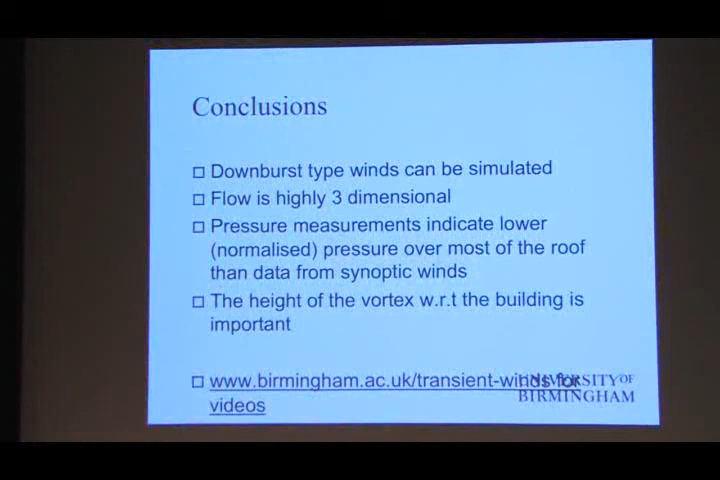 Conclusions
Downburst type winds can be simulated
Flow is highly 3 dimensional
Pressure measurements indicate lower
(normalised) pressure over most of the roof
than data from synoptic winds
The height of the vortex w.r.t the building is
important
www.birmingham.ac.uk/transient-winds for
videos
UNIVERSITY OF
BIRMINGHAM